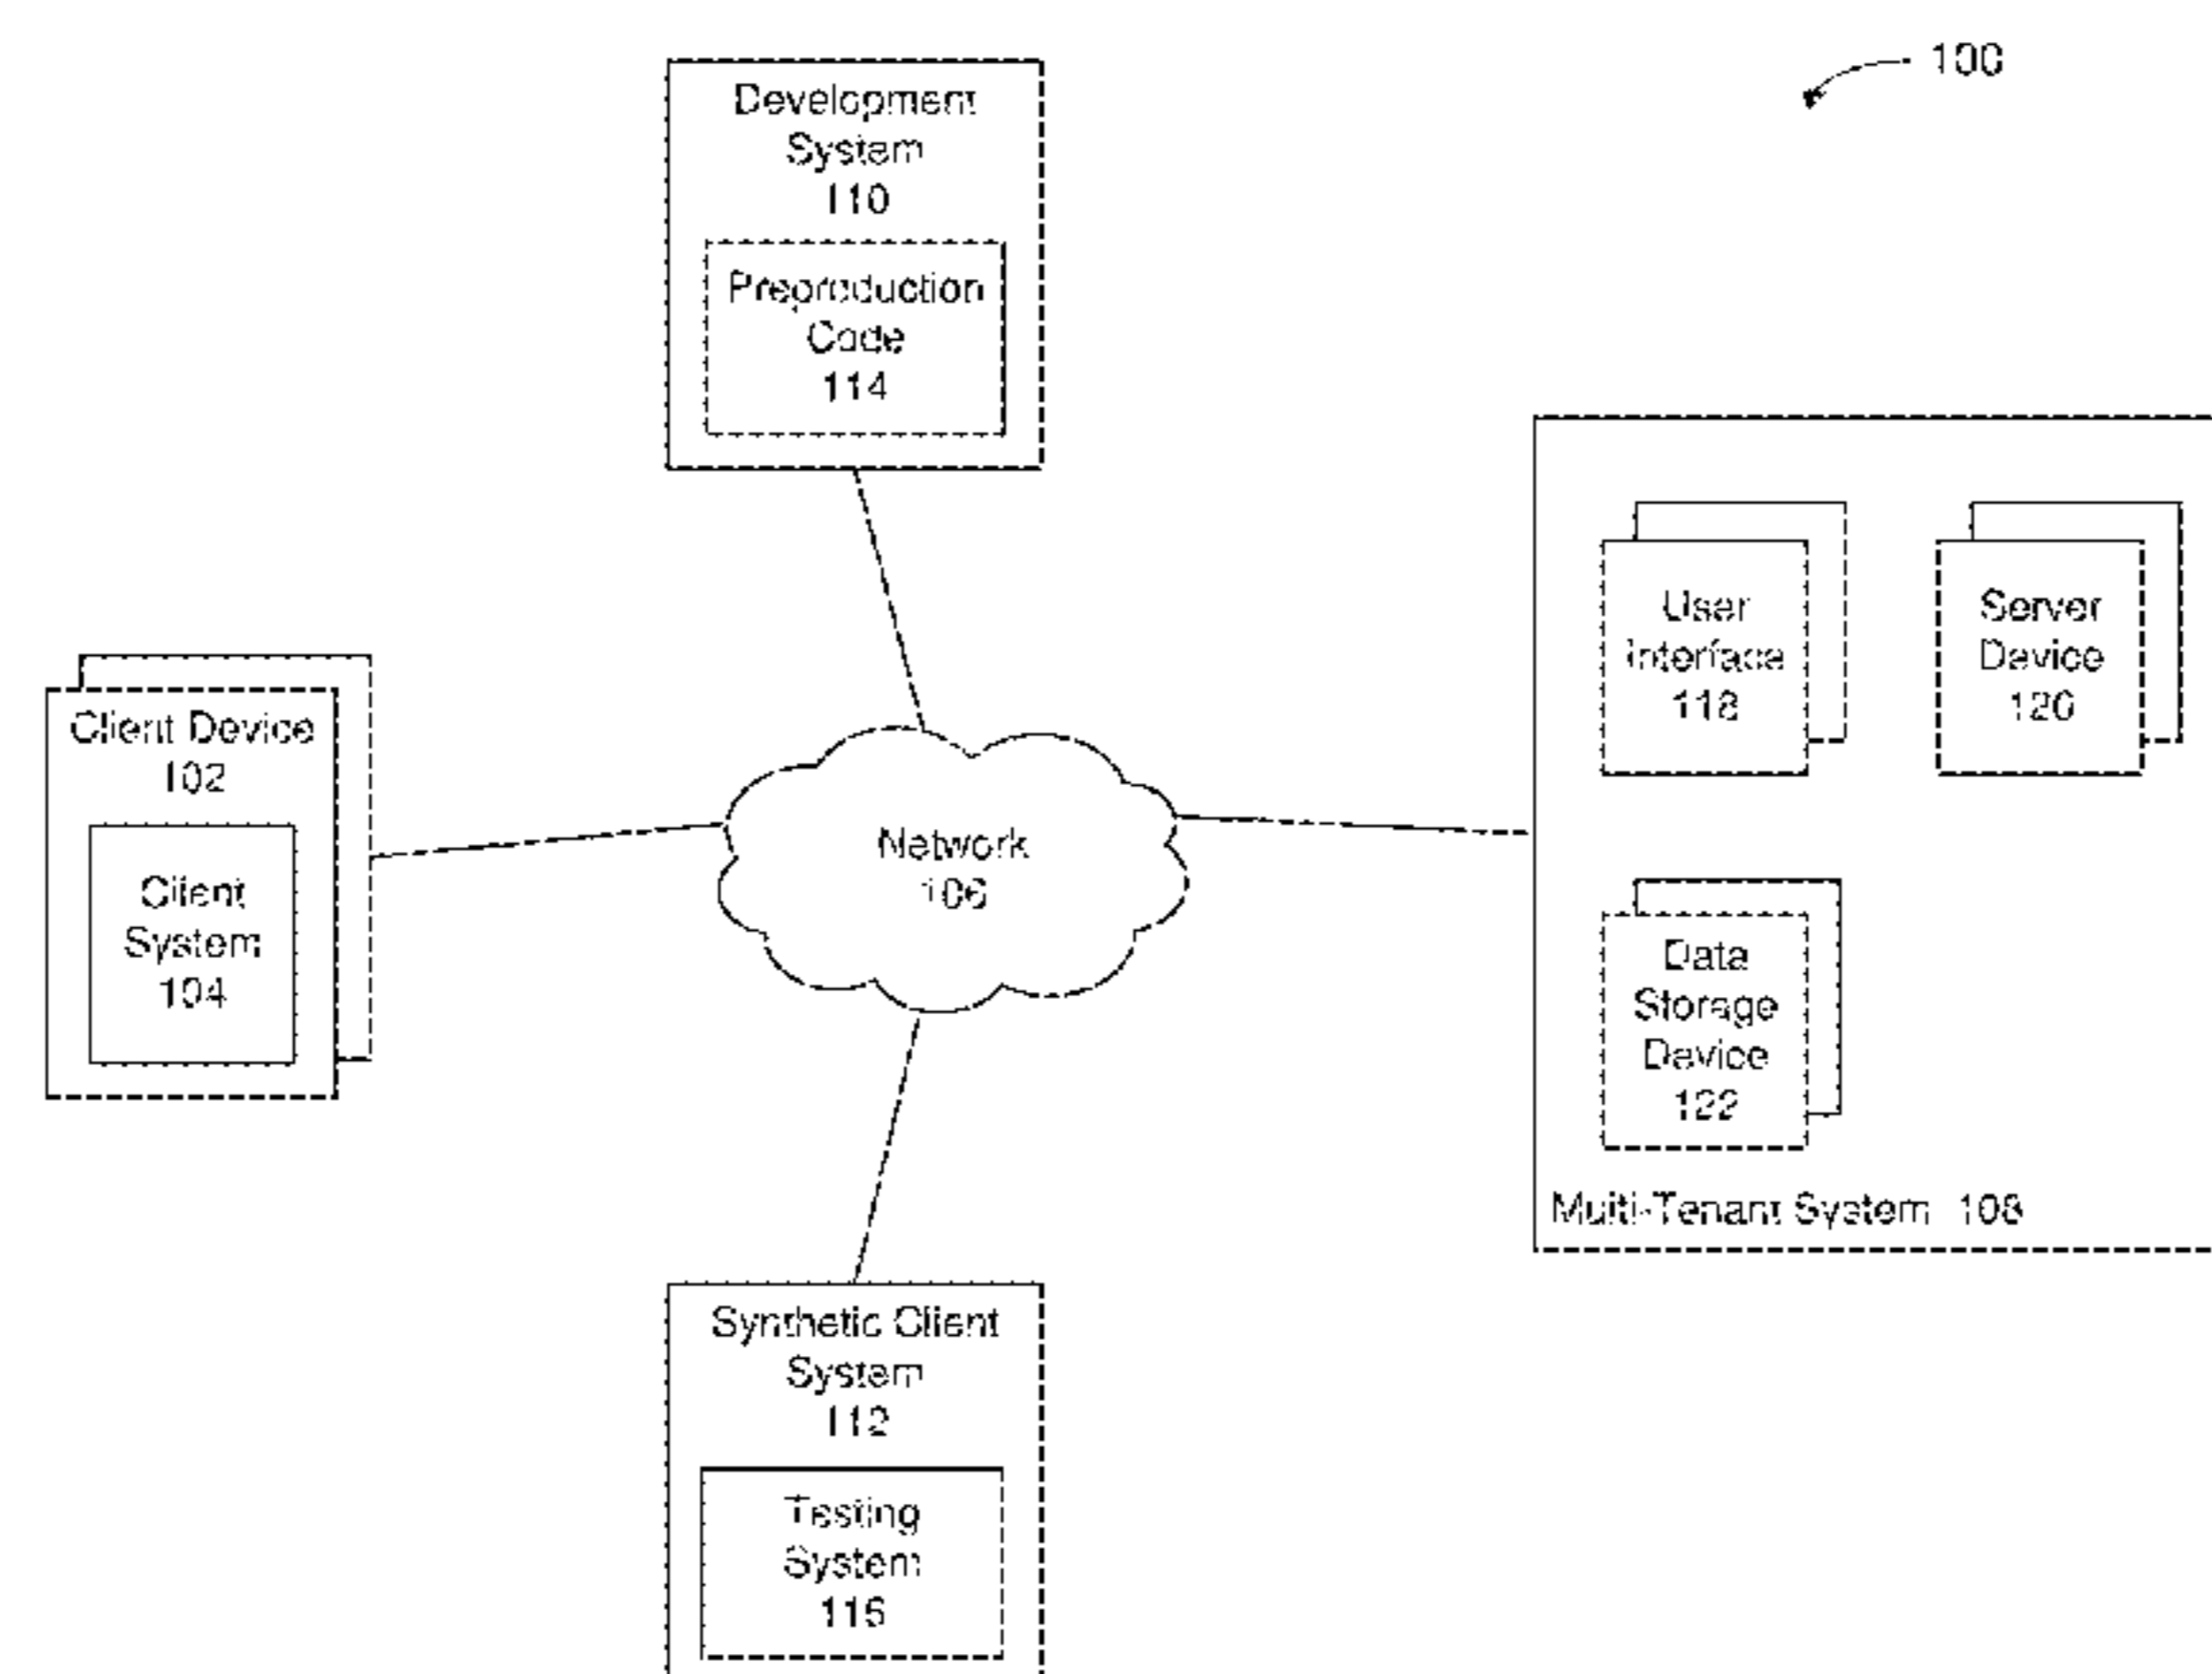 100
Development
System
110
Preproduction
Code
114
User
Interface
118
Server
Device
120
Client Device
102
Client
System
104
Network
106
Data
Storage
Device
122
Multi-Tenant System 108
Synthetic Client
System
112
Testing
System
116